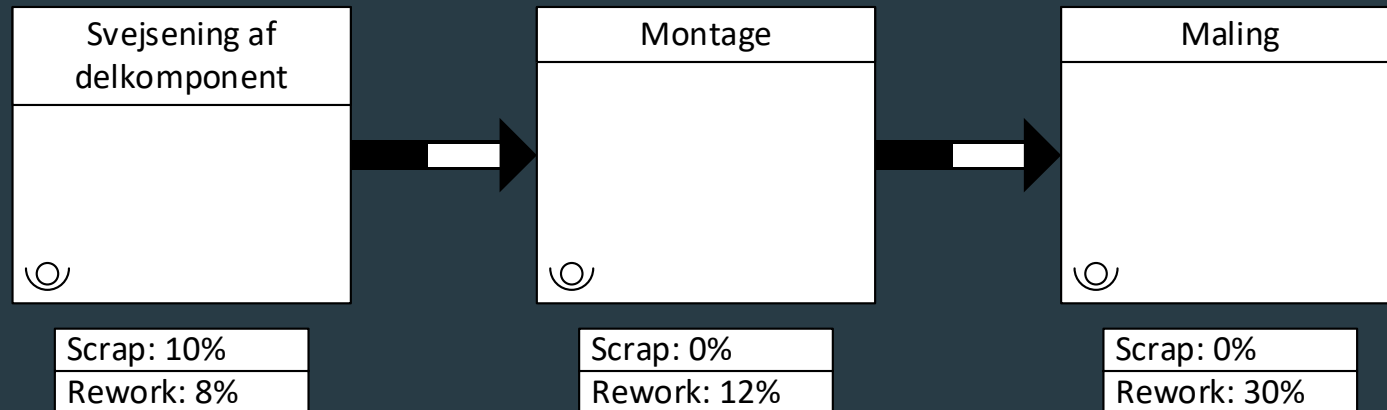 Svejsening af
delkomponent
Montage
Maling
Scrap: 10%
Rework: 8%
Scrap: 0%
Rework: 12%
Scrap: 0%
Rework: 30%